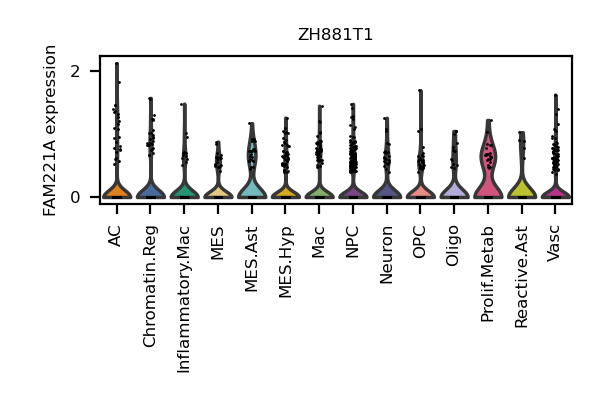 ZH881T1
FAM221A expression
2
0
AC
Chromatin.Reg
Inflammatory.Mac
MES
MES.Ast
MES.Hyp
Mac
NPC
Neuron
OPC
Oligo
Prolif.Metab
Reactive.Ast
Vasc